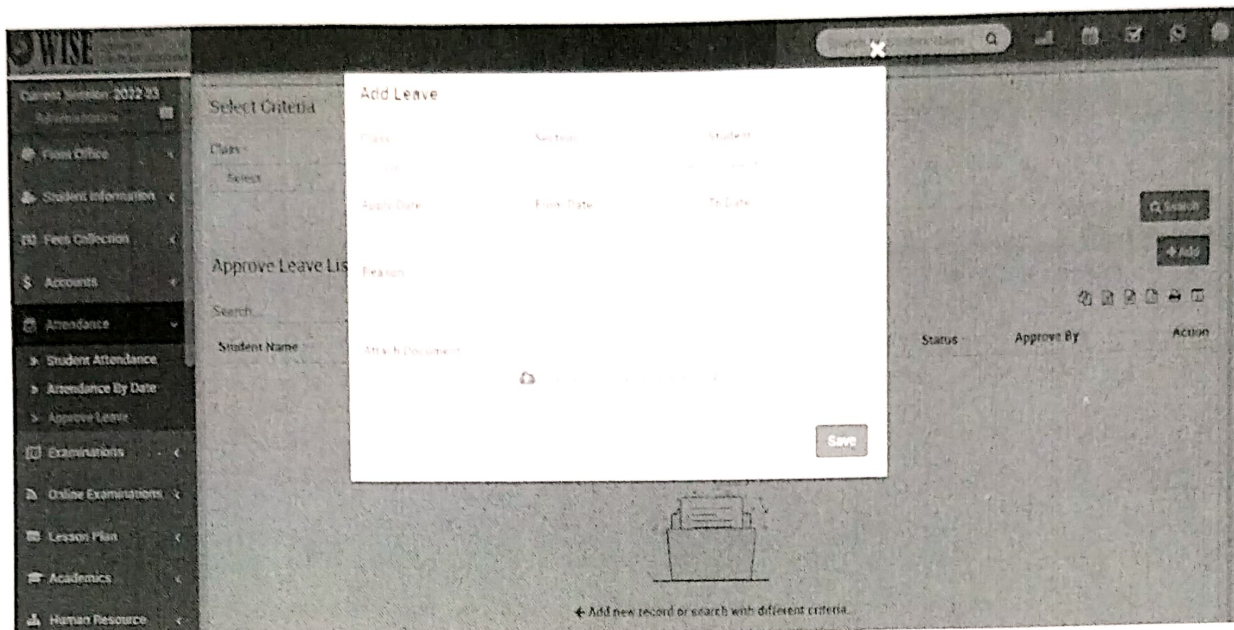 WISE
Current Session: 2022-23
Front Office
Student Information
Fees Collection
$ Accounts
Attendance
Student Attendance
Attendance By Date
Approve Leave
Examinations
Online Examinations
Lesson Plan
Academics
Human Resource
Select Criteria
Class
Select
Search
+ Add
Approve Leave Lis
Search...
Student Name
Status
Approve By
Action
Add Leave
Class
Section
Student
Apply Date
From Date
To Date
Reason
Attach Document
Save
Add new record or search with different criteria.